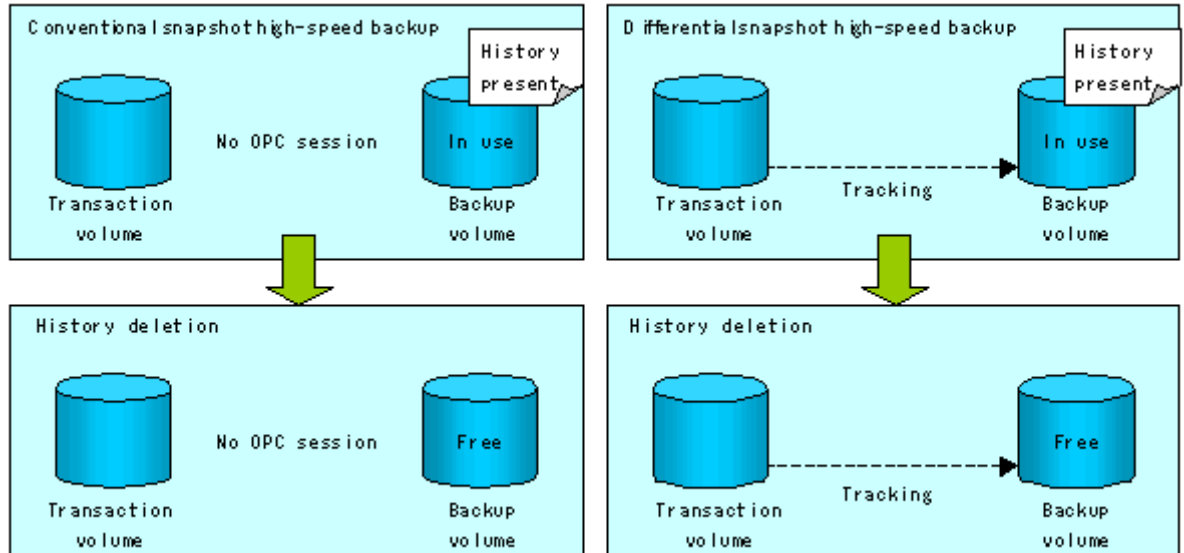 Conventional snapshot high-speed backup
History
present
No OPC session
In use
Transaction
volume
Backup
volume
Differential snapshot high-speed backup
History
present
In use
Tracking
Transaction
volume
Backup
volume
History deletion
No OPC session
Free
Transaction
volume
Backup
volume
History deletion
Free
Tracking
Transaction
volume
Backup
volume